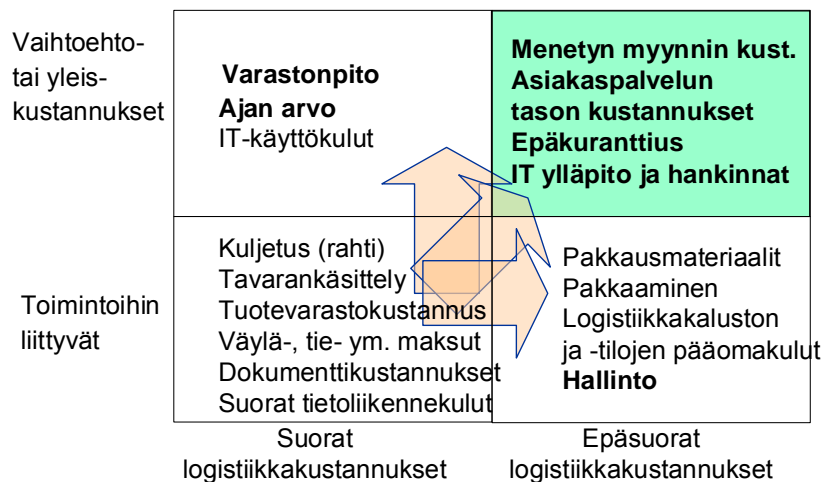 Vaihtoehto-
tai yleis-
kustannukset
Varastonpito
Ajan arvo
IT-käyttökulut
Menetyn myynnin kust.
Asiakaspalvelun
tason kustannukset
Epäkuranttius
IT ylläpito ja hankinnat
Toimintoihin
liittyvät
Kuljetus (rahti)
Tavarankäsittely
Tuotevarastokustannus
Väylä-, tie- ym. maksut
Dokumenttikustannukset
Suorat tietoliikennekulut
Pakkausmateriaalit
Pakkaaminen
Logistiikkakaluston
ja -tilojen pääomakulut
Hallinto
Suorat
logistiikkakustannukset
Epäsuorat
logistiikkakustannukset